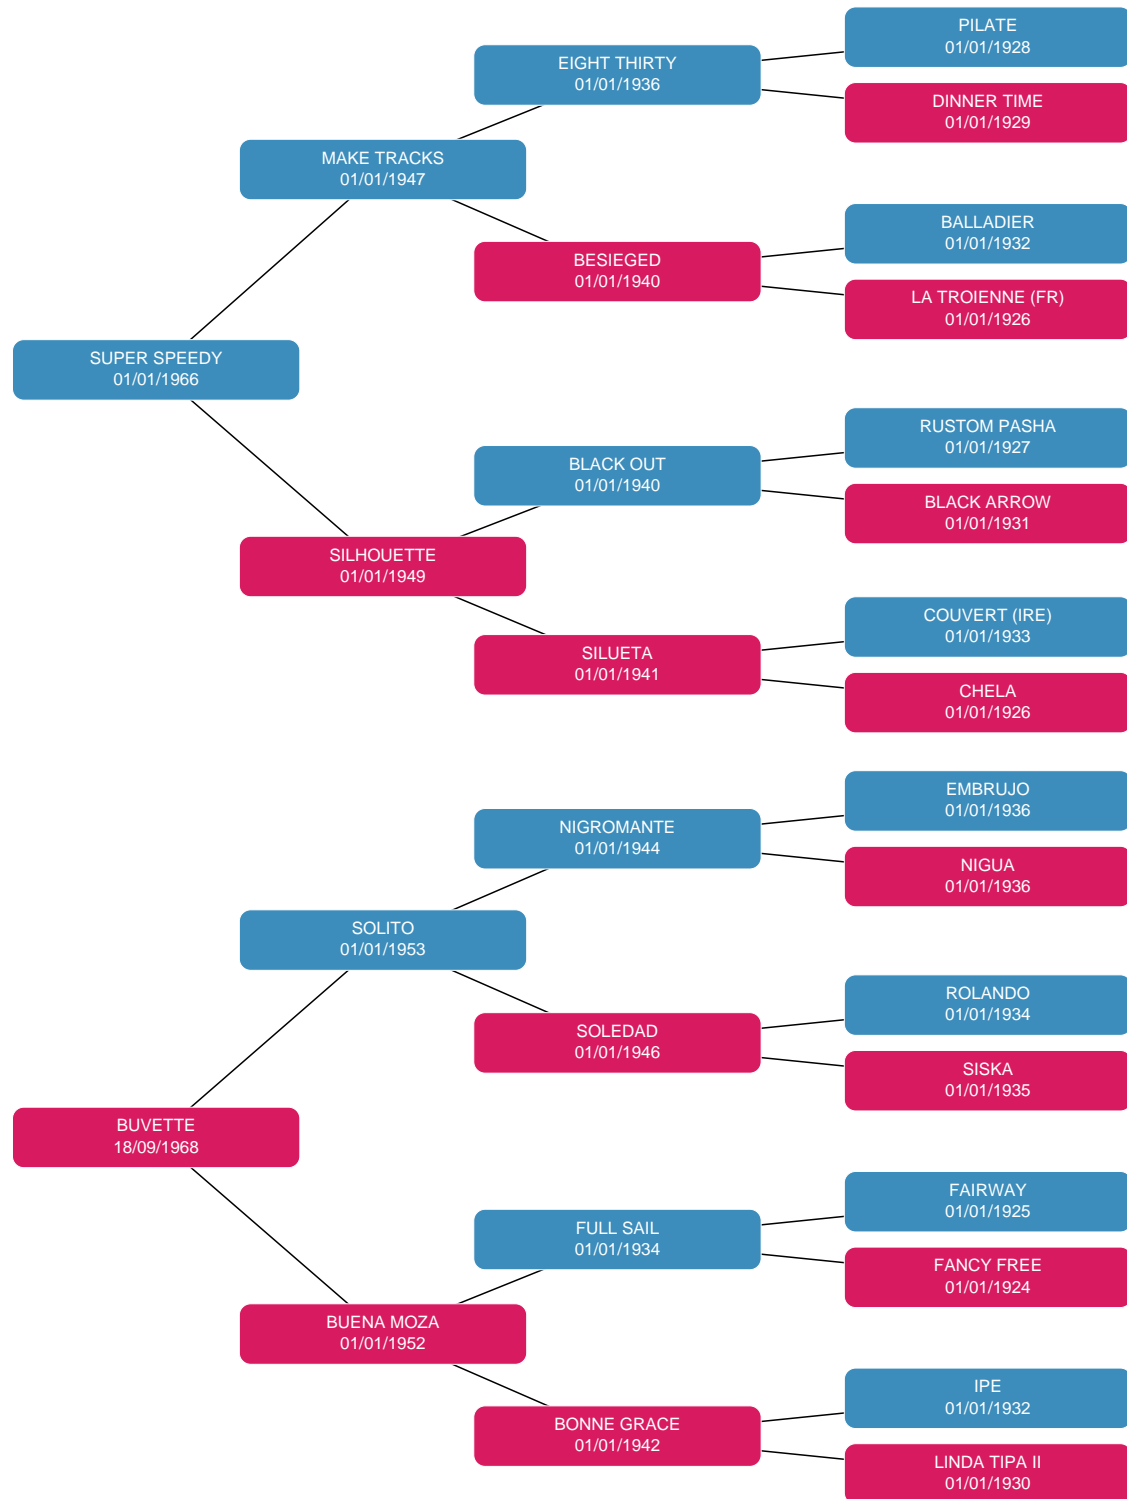 PILATE
01/01/1928
EIGHT THIRTY
01/01/1936
DINNER TIME
01/01/1929
MAKE TRACKS
01/01/1947
BALLADIER
01/01/1932
BESIEGED
01/01/1940
LA TROIENNE (FR)
01/01/1926
SUPER SPEEDY
01/01/1966
RUSTOM PASHA
01/01/1927
BLACK OUT
01/01/1940
BLACK ARROW
01/01/1931
SILHOUETTE
01/01/1949
COUVERT (IRE)
01/01/1933
SILUETA
01/01/1941
CHELA
01/01/1926
EMBRUJO
01/01/1936
NIGROMANTE
01/01/1944
NIGUA
01/01/1936
SOLITO
01/01/1953
ROLANDO
01/01/1934
SOLEDAD
01/01/1946
SISKA
01/01/1935
BUVETTE
18/09/1968
FAIRWAY
01/01/1925
FULL SAIL
01/01/1934
FANCY FREE
01/01/1924
BUENA MOZA
01/01/1952
IPE
01/01/1932
BONNE GRACE
01/01/1942
LINDA TIPA II
01/01/1930